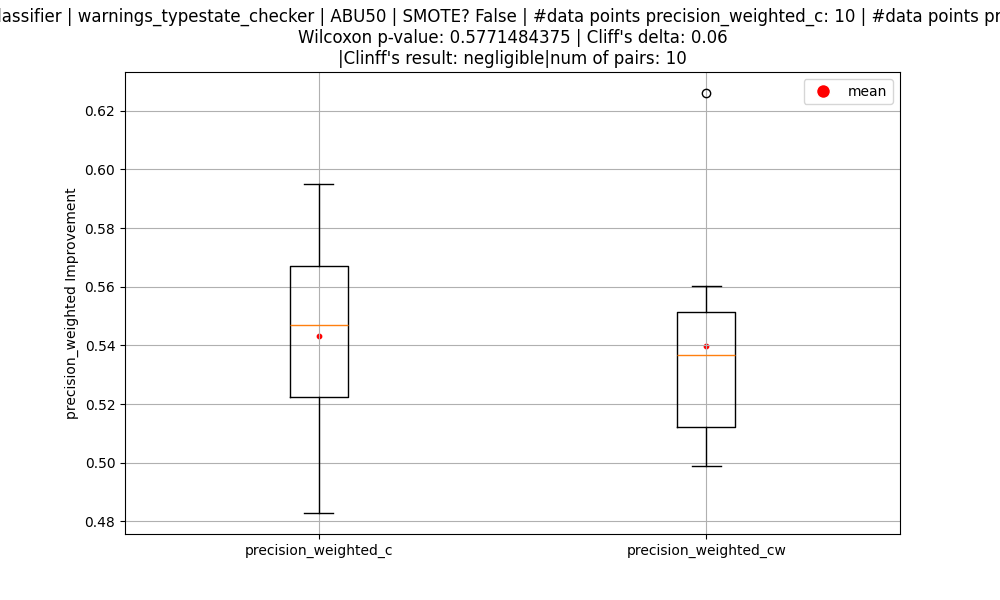 lassifier | warnings_typestate_checker | ABU50 | SMOTE? False | #data points precision_weighted_c: 10 | #data points pr
Wilcoxon p-value: 0.5771484375 | Cliff's delta: 0.06
|Clinff's result: negligible|num of pairs: 10
mean
0.62
0.60
0.58
0.56
0.54
0.52
0.50
0.48
precision_weighted Improvement
precision_weighted_c
precision_weighted_cw